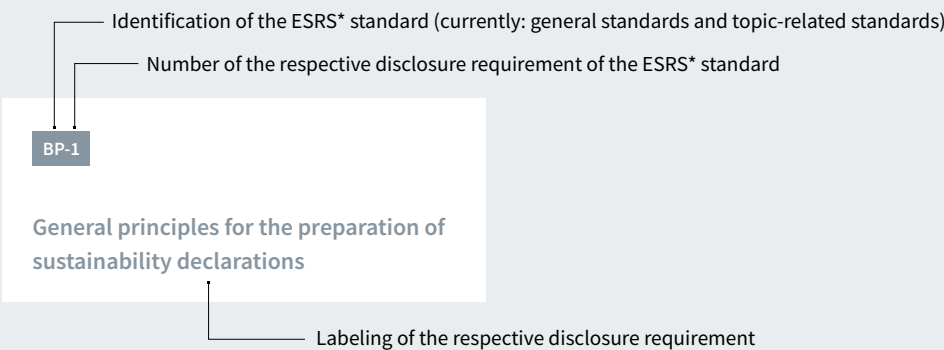 Identification of the ESRS* standard (currently: general standards and topic-related standards)
Number of the respective disclosure requirement of the ESRS* standard
BP-1
General principles for the preparation of
sustainability declarations
Labeling of the respective disclosure requirement